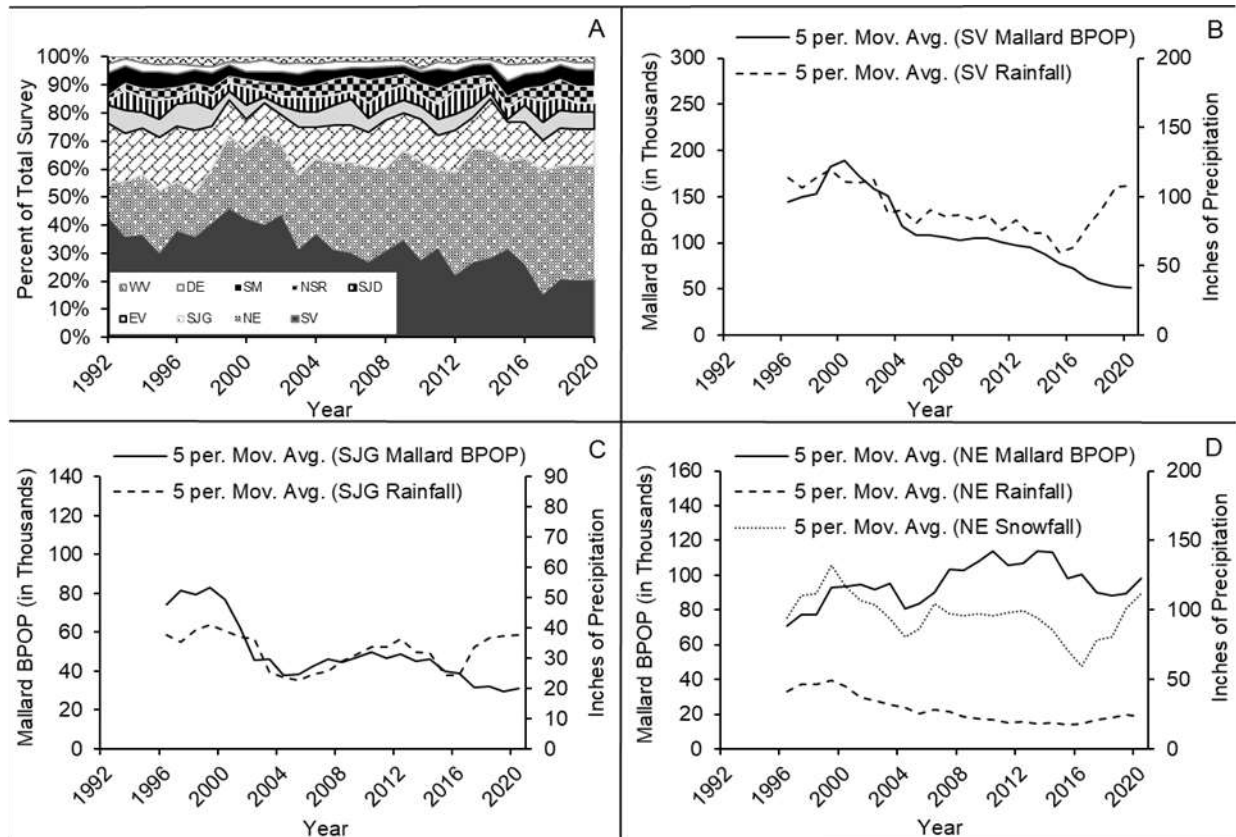 A
100%
90%
80%
70%
60%
50%
40%
30%
20%
10%
0%
Percent of Total Survey
WV DE SM NSR SJD
EV SJG NE SV
1992 1996 2000 2004 2008 2012 2016 2020
Year
B
5 per. Mov. Avg. (SV Mallard BPOP)
5 per. Mov. Avg. (SV Rainfall)
300
250
200
150
100
50
0
Mallard BPOP (in Thousands)
200
150
100
50
0
Inches of Precipitation
1992 1996 2000 2004 2008 2012 2016 2020
Year
C
5 per. Mov. Avg. (SJG Mallard BPOP)
5 per. Mov. Avg. (SJG Rainfall)
140
120
100
80
60
40
20
0
Mallard BPOP (in Thousands)
90
80
70
60
50
40
30
20
10
0
Inches of Precipitation
1992 1996 2000 2004 2008 2012 2016 2020
Year
D
5 per. Mov. Avg. (NE Mallard BPOP)
5 per. Mov. Avg. (NE Rainfall)
5 per. Mov. Avg. (NE Snowfall)
160
140
120
100
80
60
40
20
0
Mallard BPOP (in Thousands)
200
150
100
50
0
Inches of Precipitation
1992 1996 2000 2004 2008 2012 2016 2020
Year